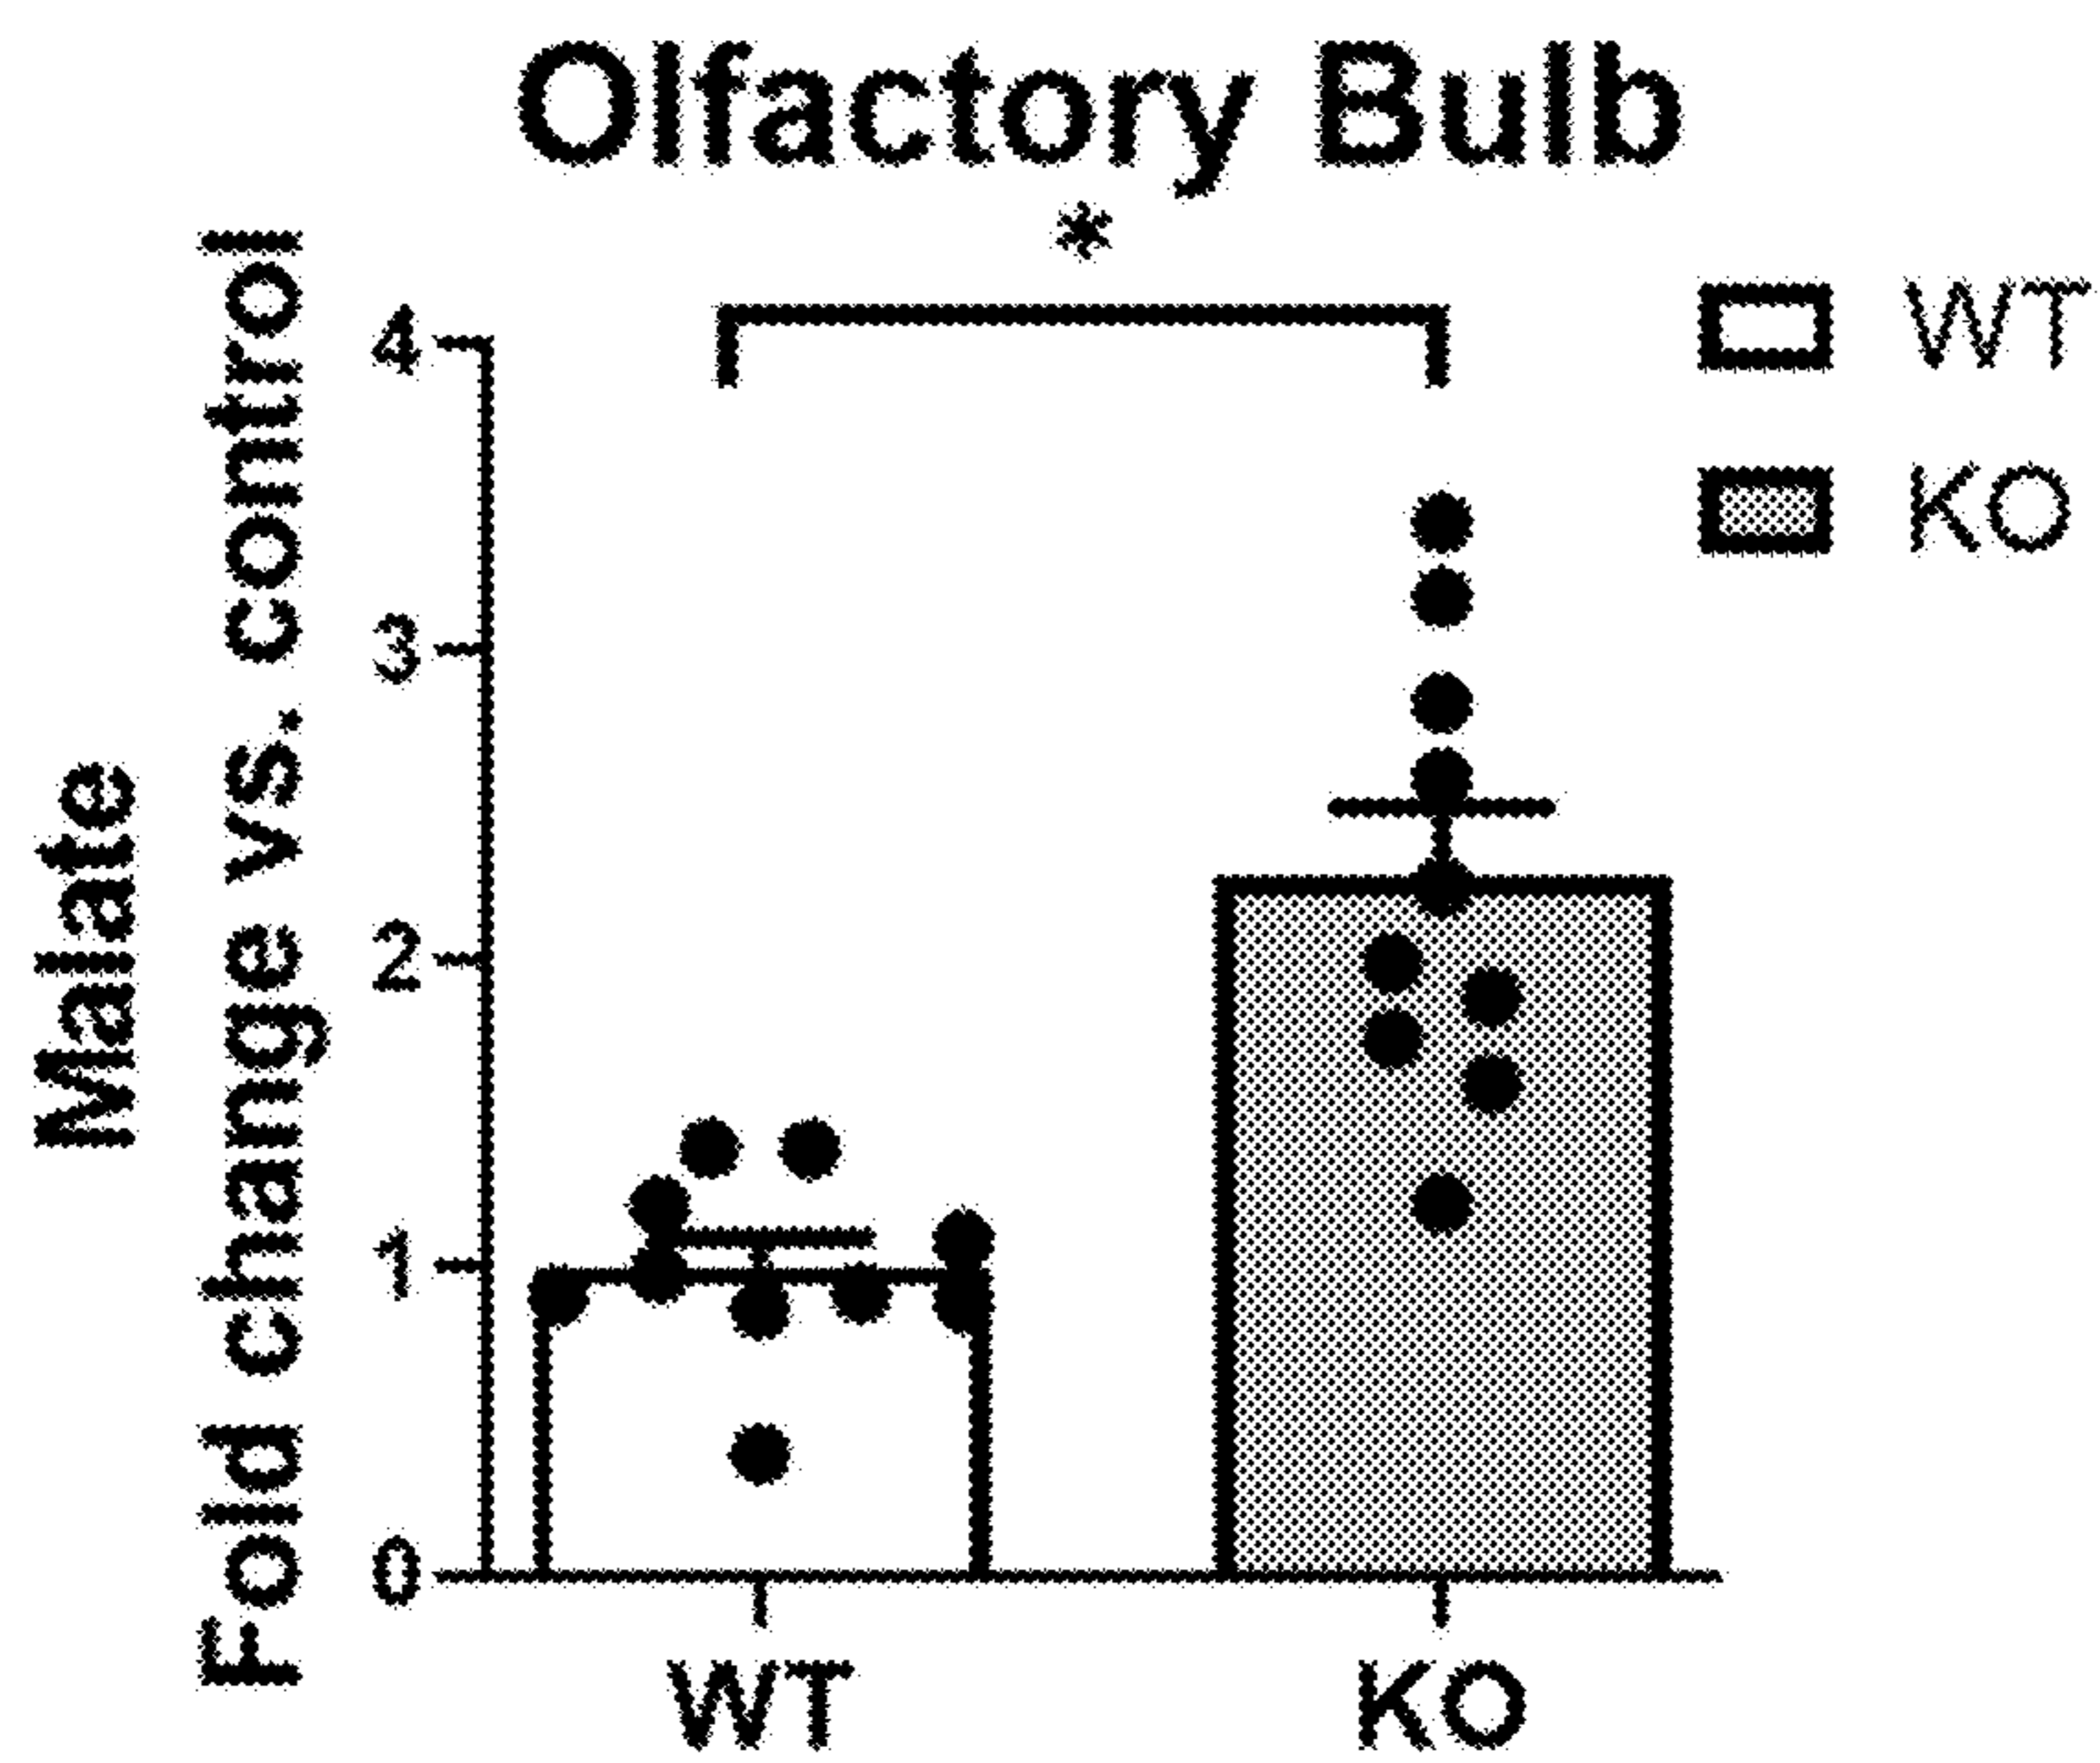 Olfactory Bulb
*
Malate
Fold change vs. control
4
3
2
1
0
WT
KO
WT
KO